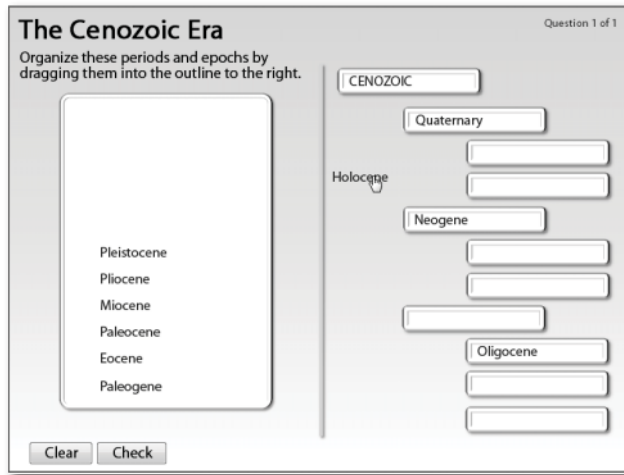 The Cenozoic Era
Question 1 of 1
Organize these periods and epochs by
dragging them into the outline to the right.
CENOZOIC
Quaternary
Holocene
Neogene
Pleistocene
Pliocene
Miocene
Paleocene
Eocene
Paleogene
Oligocene
Clear
Check